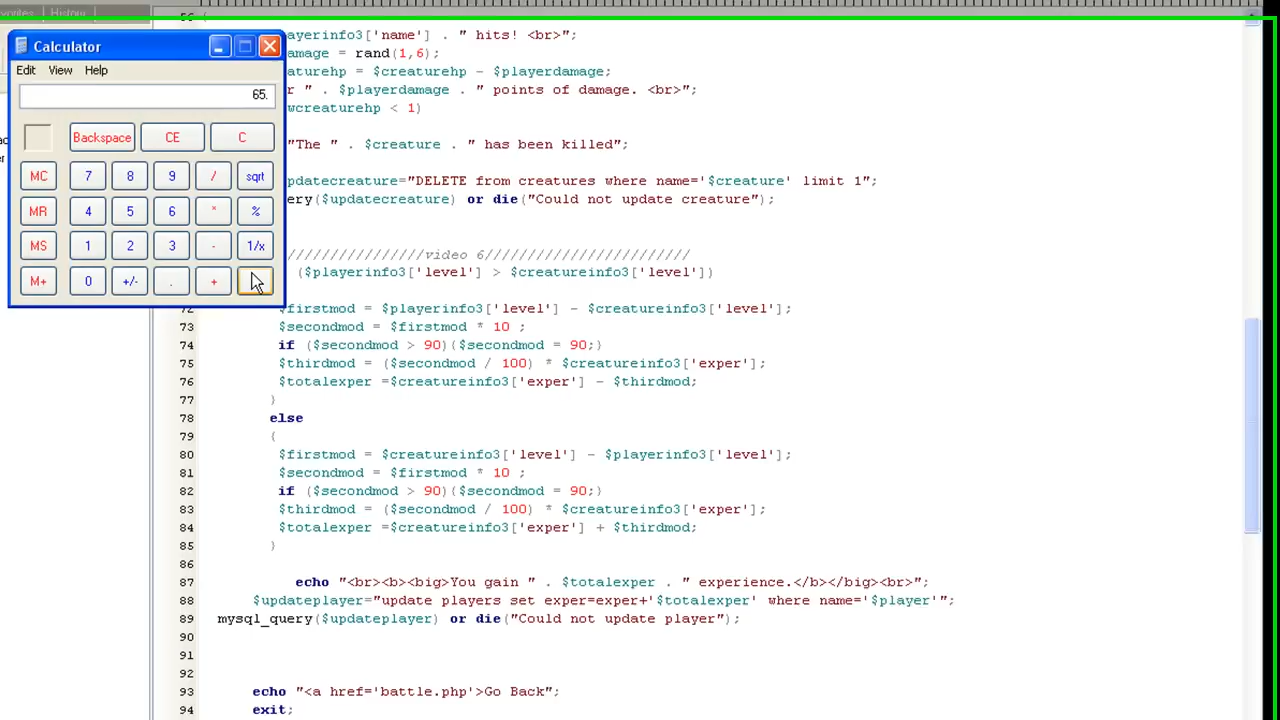 Favorites History
56 (
Calculator
Edit View Help
65.
Backspace CE C
MC 7 8 9 / sqrt
MR 4 5 6 * %
MS 1 2 3 - 1/x
M+ 0 +/- . +
ayerinfo3['name'] . " hits! <br>";
amage = rand(1,6);
aturehp = $creaturehp - $playerdamage;
r " . $playerdamage . " points of damage. <br>";
wcreaturehp < 1)
"The " . $creature . " has been killed";
pdatecreature="DELETE from creatures where name='$creature' limit 1";
ery($updatecreature) or die("Could not update creature");
////////////////video 6////////////////////////
($playerinfo3['level'] > $creatureinfo3['level'])
72 $firstmod = $playerinfo3['level'] - $creatureinfo3['level'];
73 $secondmod = $firstmod * 10 ;
74 if ($secondmod > 90){$secondmod = 90;}
75 $thirdmod = ($secondmod / 100) * $creatureinfo3['exper'];
76 $totalexper =$creatureinfo3['exper'] - $thirdmod;
77 }
78 else
79 {
80 $firstmod = $creatureinfo3['level'] - $playerinfo3['level'];
81 $secondmod = $firstmod * 10 ;
82 if ($secondmod > 90){$secondmod = 90;}
83 $thirdmod = ($secondmod / 100) * $creatureinfo3['exper'];
84 $totalexper =$creatureinfo3['exper'] + $thirdmod;
85 }
86
87 echo "<br><b><big>You gain " . $totalexper . " experience.</b></big><br>";
88 $updateplayer="update players set exper=exper+'$totalexper' where name='$player'";
89 mysql_query($updateplayer) or die("Could not update player");
90
91
92
93 echo "<a href='battle.php'>Go Back";
94 exit;